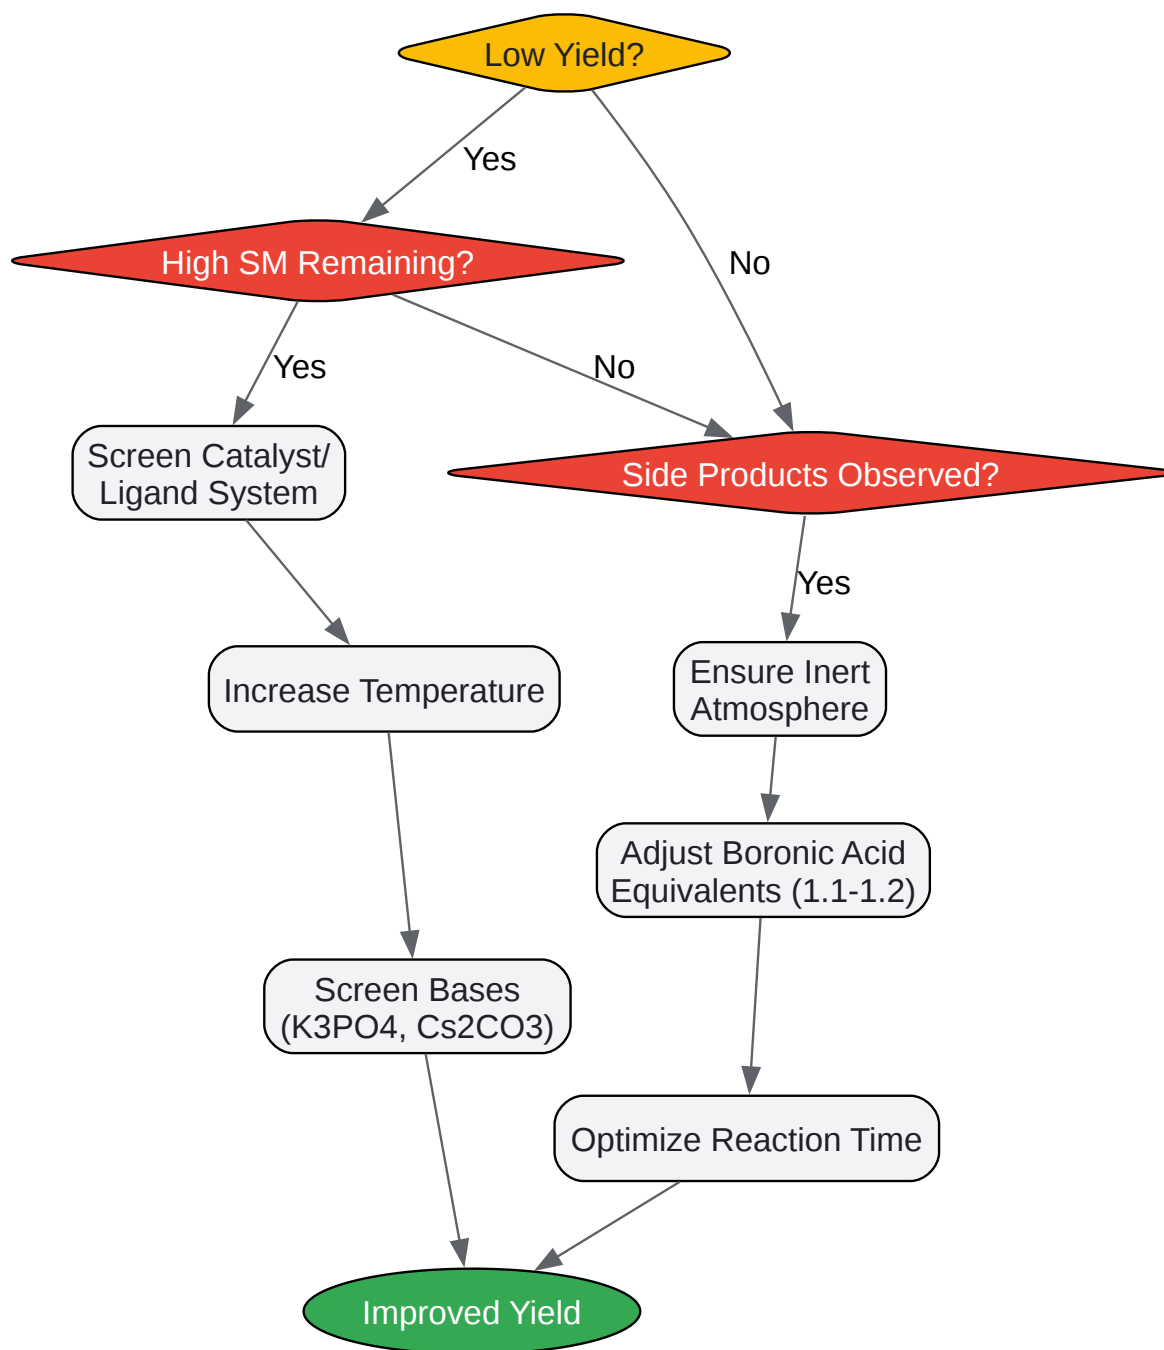 Low Yield?
Yes
High SM Remaining?
No
Yes
No
Screen Catalyst/
Ligand System
Side Products Observed?
Yes
Increase Temperature
Ensure Inert
Atmosphere
Adjust Boronic Acid
Equivalents (1.1-1.2)
Screen Bases
(K3PO4, Cs2CO3)
Optimize Reaction Time
Improved Yield